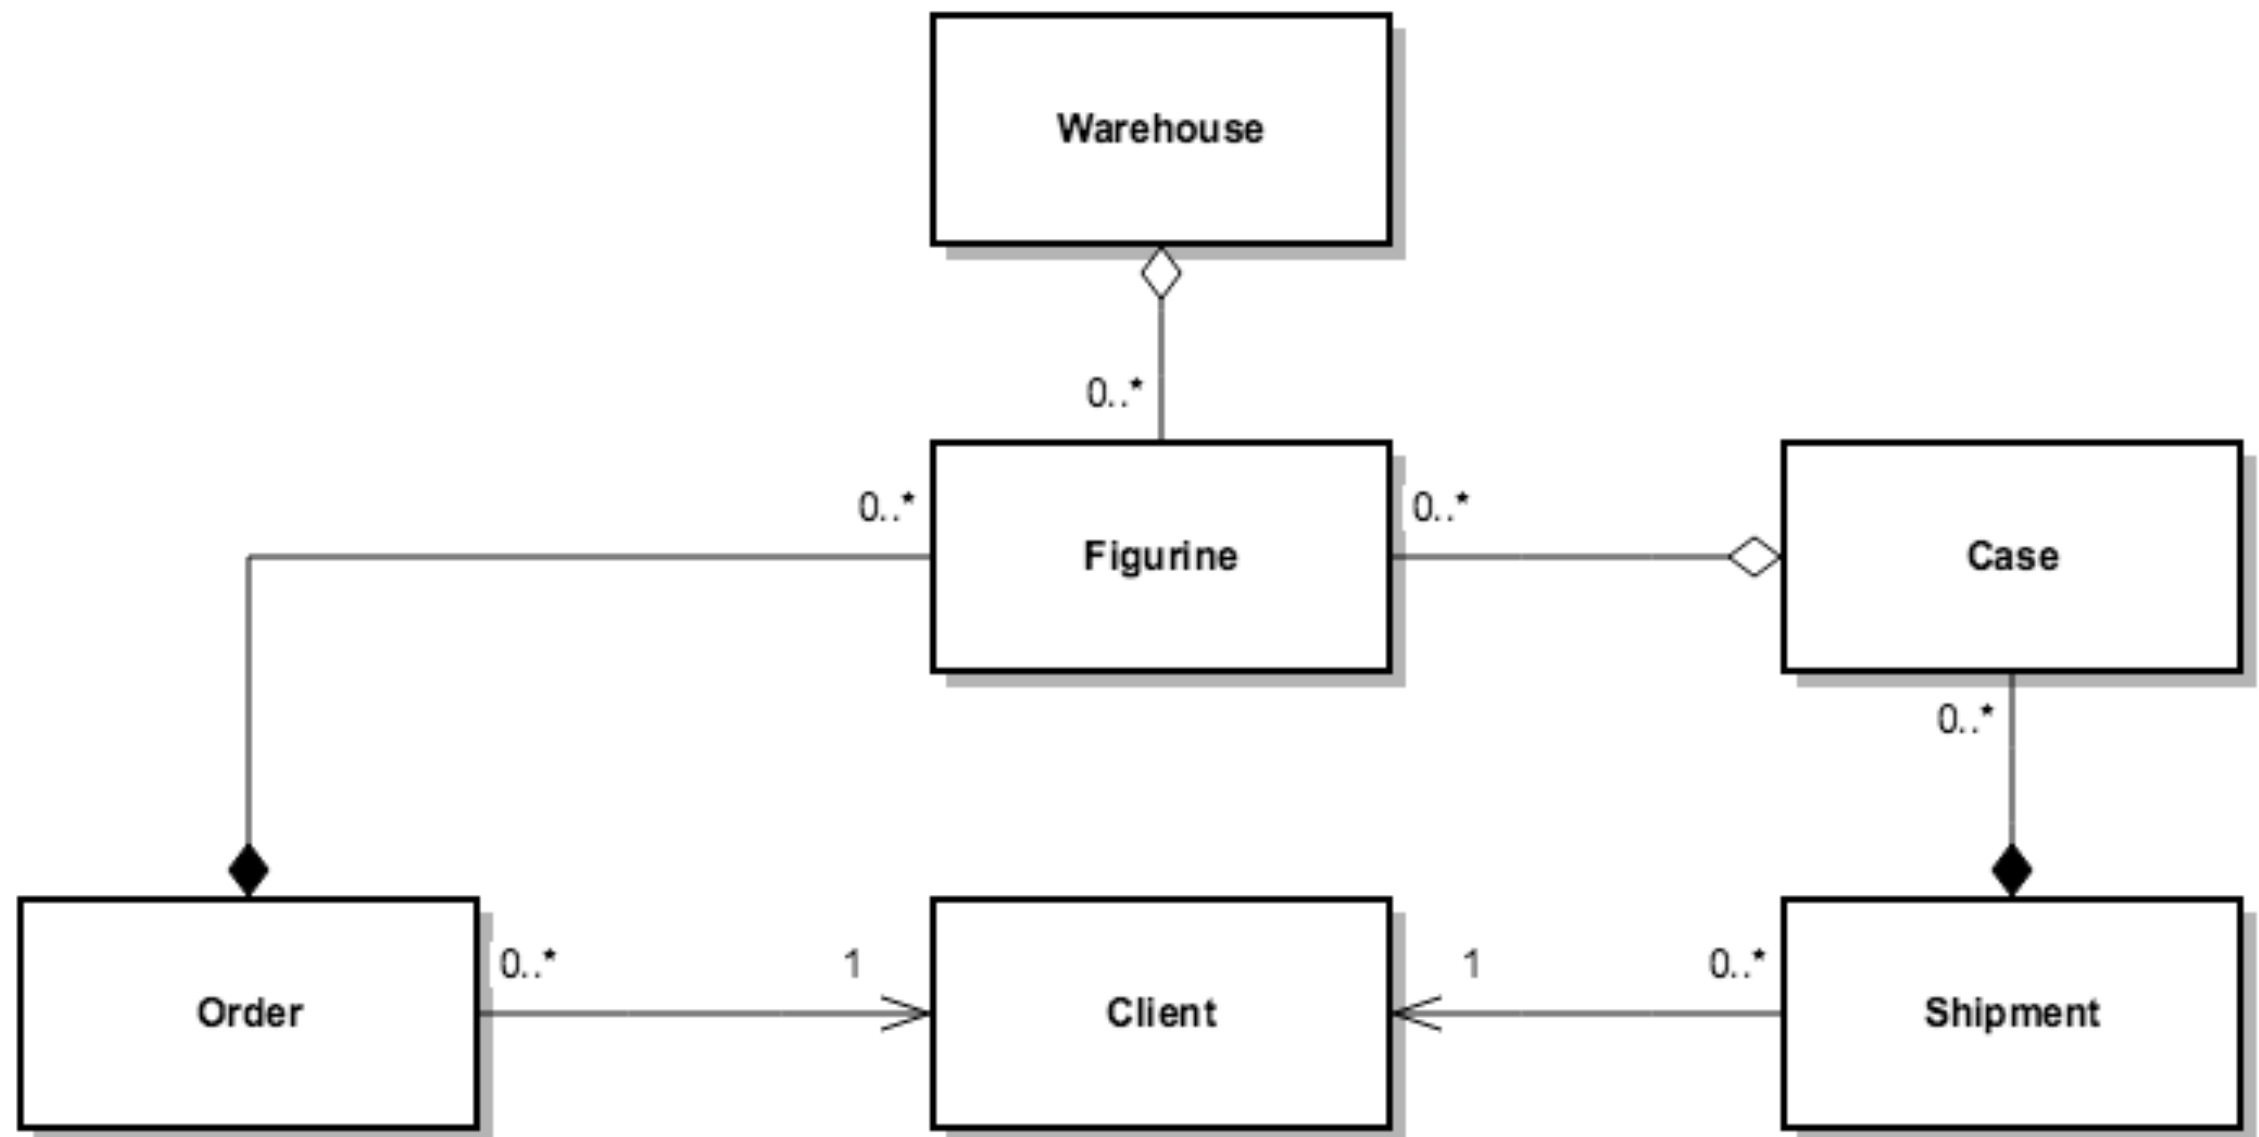 Warehouse
0..*
0..*
Figurine
0..*
Case
0..*
Order
0..*
1
Client
1
0..*
Shipment